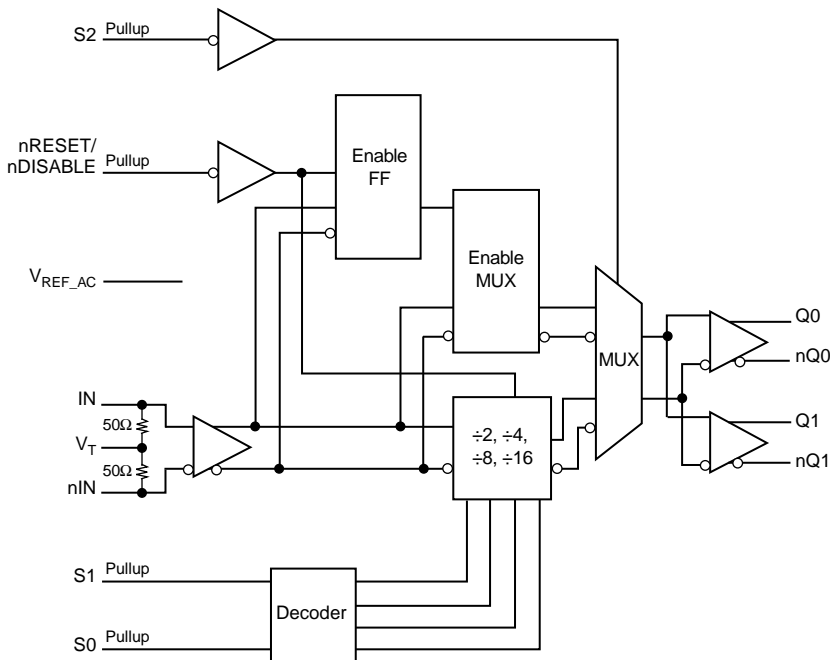 S2 Pullup
nRESET/
nDISABLE Pullup
Enable
FF
Enable
MUX
VREF_AC
MUX
Q0
nQ0
IN
50Ω
VT
50Ω
nIN
÷2, ÷4,
÷8, ÷16
Q1
nQ1
S1 Pullup
Decoder
S0 Pullup